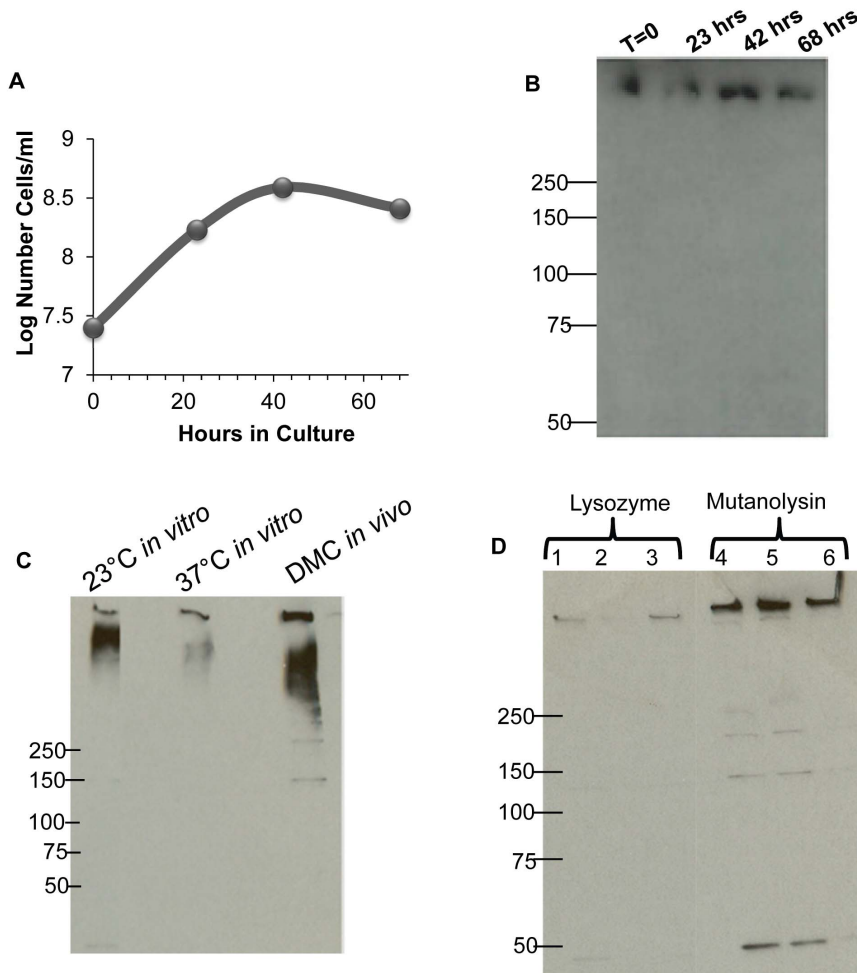 A
Log Number Cells/ml
9
8.5
8
7.5
7
0 20 40 60
Hours in Culture
B
T=0 23 hrs 42 hrs 68 hrs
250
150
100
75
50
C
23°C in vitro 37°C in vitro DMC in vivo
250
150
100
75
50
D
Lysozyme Mutanolysin
1 2 3 4 5 6
250
150
100
75
50